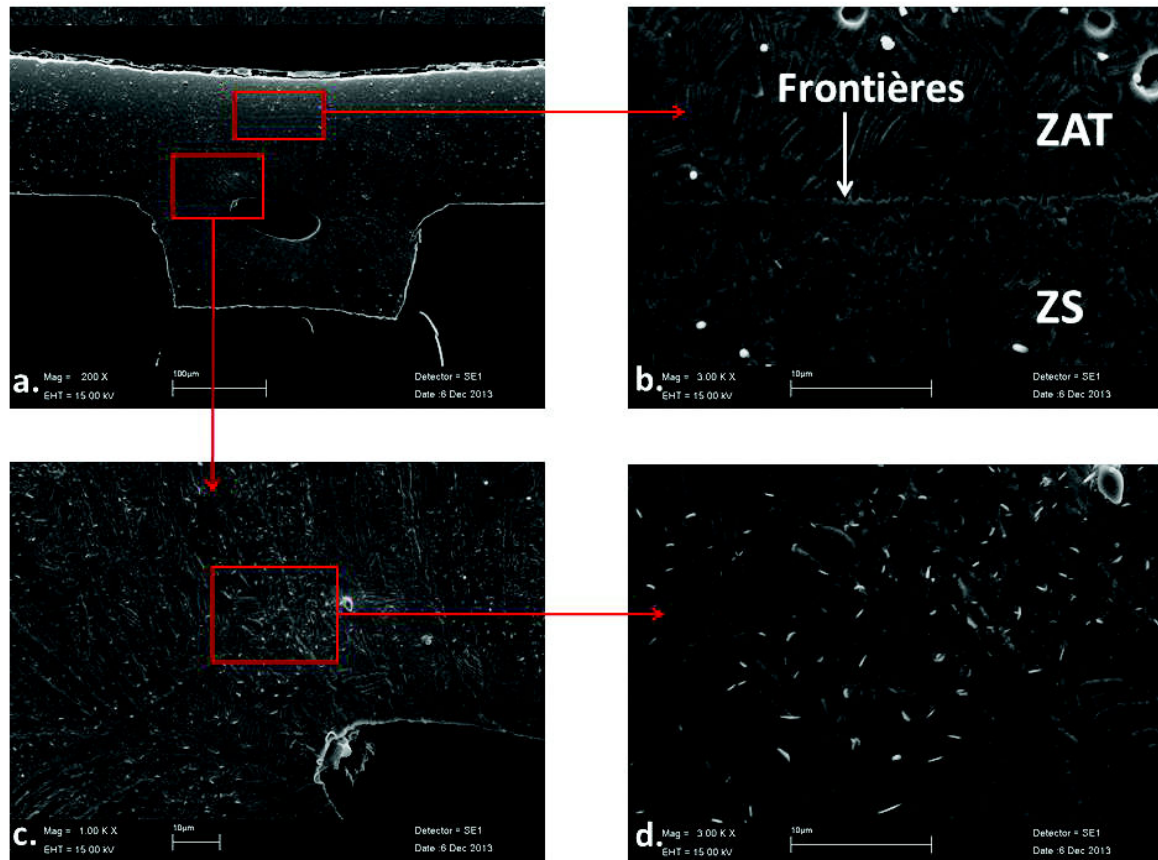 a.
Mag = 200 X
EHT = 15 00 kV
100µm
Detector = SE1
Date :6 Dec 2013
Frontières
ZAT
ZS
b.
Mag = 3.00 K X
EHT = 15 00 kV
10µm
Detector = SE1
Date :6 Dec 2013
c.
Mag = 1.00 K X
EHT = 15 00 kV
10µm
Detector = SE1
Date :6 Dec 2013
d.
Mag = 3.00 K X
EHT = 15 00 kV
10µm
Detector = SE1
Date :6 Dec 2013